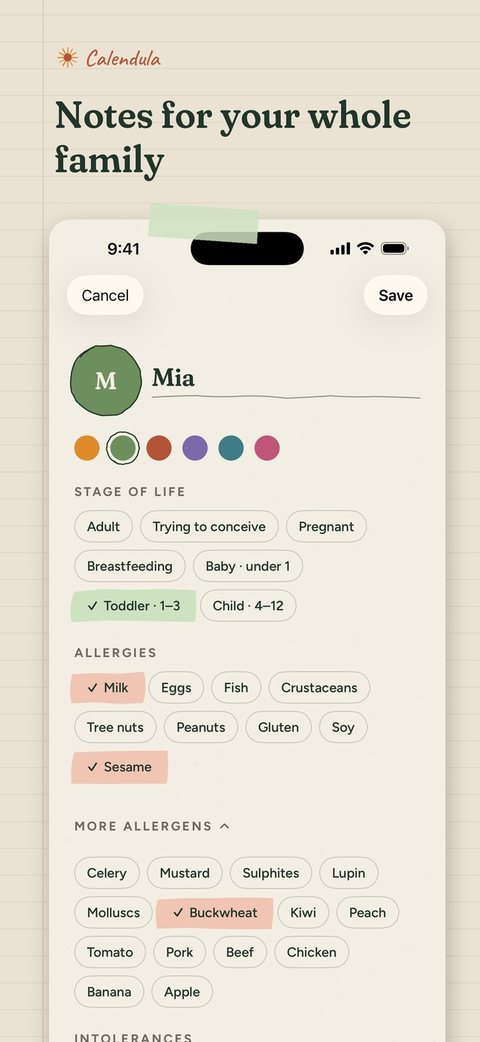 Calendula
Notes for your whole
family
9:41
Cancel
Save
M
Mia
STAGE OF LIFE
Adult
Trying to conceive
Pregnant
Breastfeeding
Baby · under 1
✓ Toddler · 1–3
Child · 4–12
ALLERGIES
✓ Milk
Eggs
Fish
Crustaceans
Tree nuts
Peanuts
Gluten
Soy
✓ Sesame
MORE ALLERGENS
Celery
Mustard
Sulphites
Lupin
Molluscs
✓ Buckwheat
Kiwi
Peach
Tomato
Pork
Beef
Chicken
Banana
Apple
INTOLERANCES